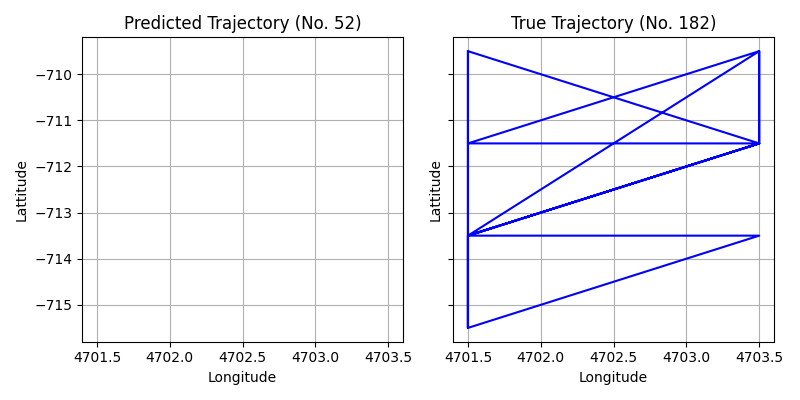 Predicted Trajectory (No. 52)
True Trajectory (No. 182)
−710
−711
−712
−713
−714
−715
Lattitude
Lattitude
4701.5 4702.0 4702.5 4703.0 4703.5
4701.5 4702.0 4702.5 4703.0 4703.5
Longitude
Longitude